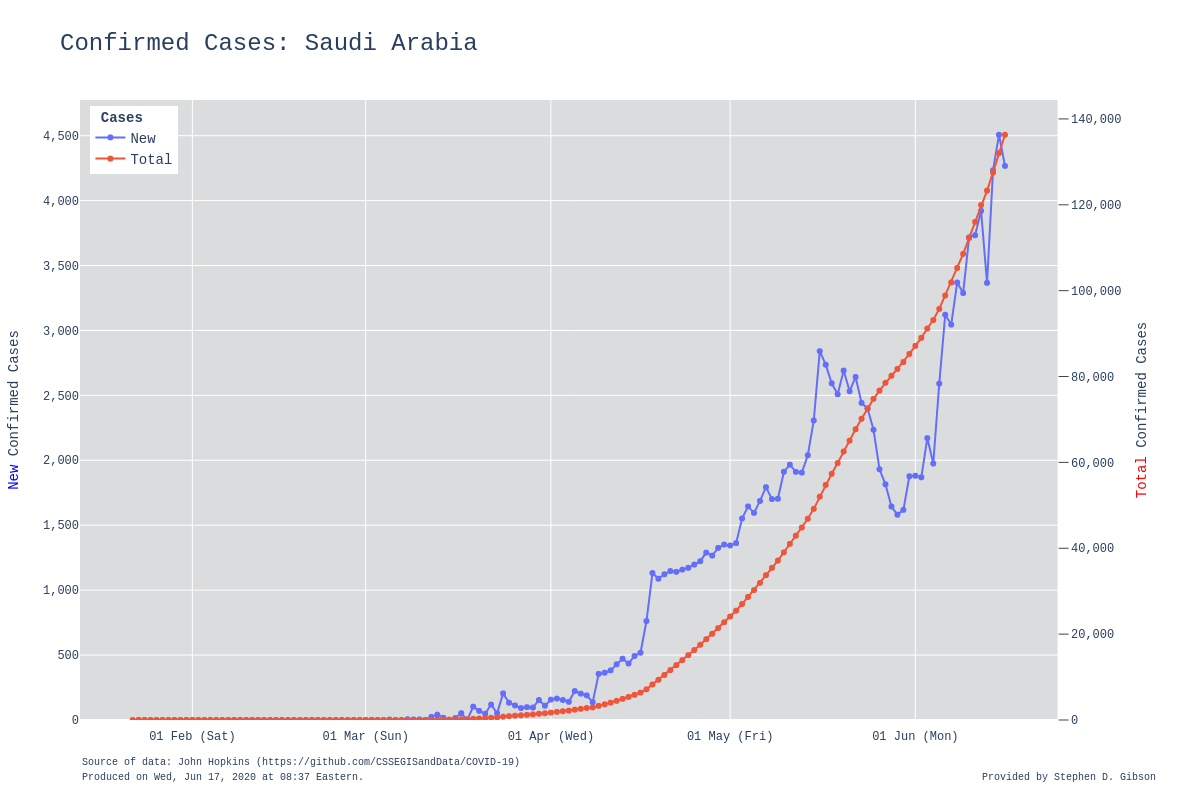 Confirmed Cases: Saudi Arabia
Cases
New
Total
4,500
4,000
3,500
3,000
2,500
2,000
1,500
1,000
500
0
140,000
120,000
100,000
80,000
60,000
40,000
20,000
0
New Confirmed Cases
Total Confirmed Cases
01 Feb (Sat)
01 Mar (Sun)
01 Apr (Wed)
01 May (Fri)
01 Jun (Mon)
Source of data: John Hopkins (https://github.com/CSSEGISandData/COVID-19)
Produced on Wed, Jun 17, 2020 at 08:37 Eastern.
Provided by Stephen D. Gibson